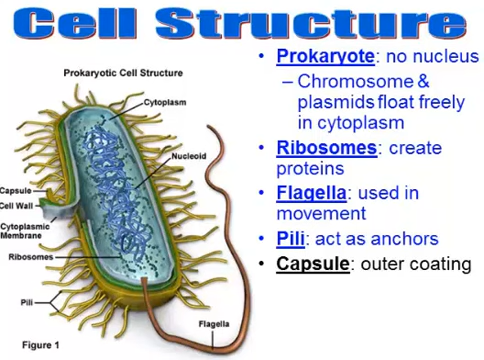 Cell Structure
Prokaryotic Cell Structure
Cytoplasm
Nucleoid
Capsule
Cell Wall
Cytoplasmic
Membrane
Ribosomes
Pili
Flagella
Figure 1
• Prokaryote: no nucleus
– Chromosome &
plasmids float freely
in cytoplasm
• Ribosomes: create
proteins
• Flagella: used in
movement
• Pili: act as anchors
• Capsule: outer coating